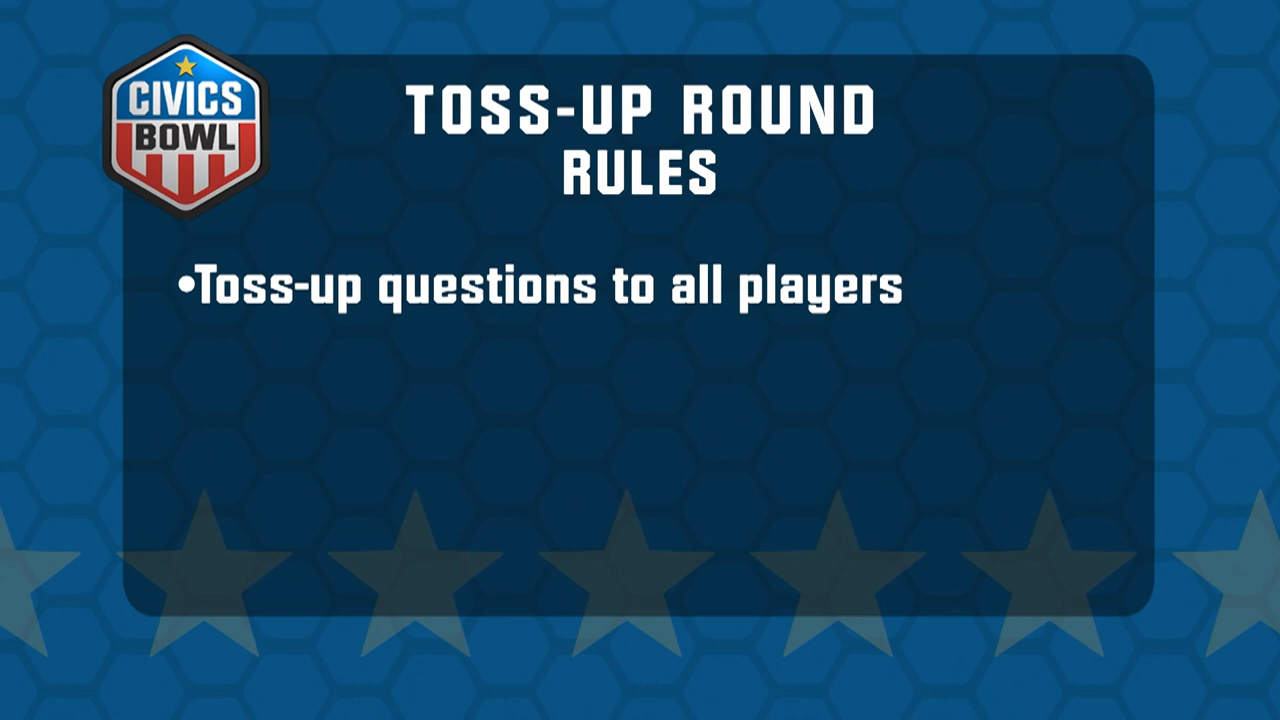 CIVICS
BOWL
TOSS-UP ROUND
RULES
•Toss-up questions to all players